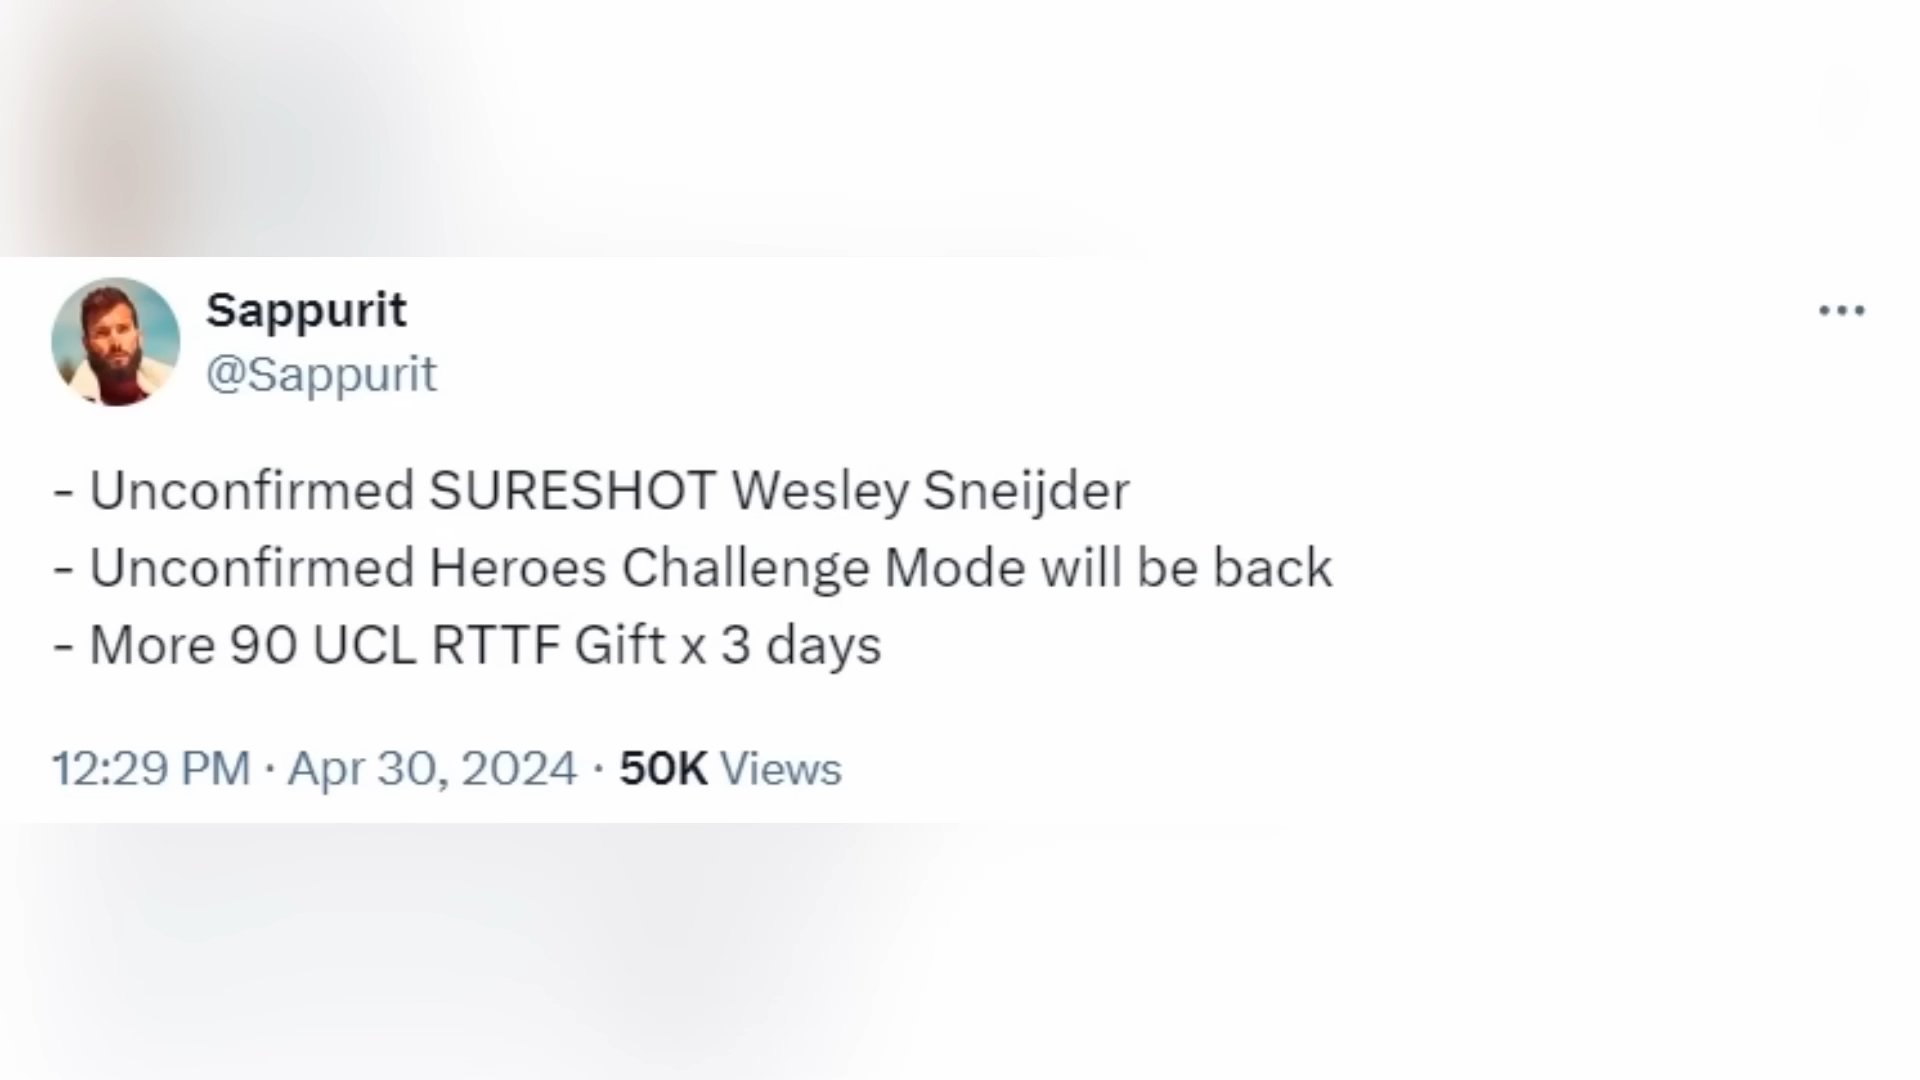 Sappurit
@Sappurit
- Unconfirmed SURESHOT Wesley Sneijder
- Unconfirmed Heroes Challenge Mode will be back
- More 90 UCL RTTF Gift x 3 days
12:29 PM · Apr 30, 2024 · 50K Views